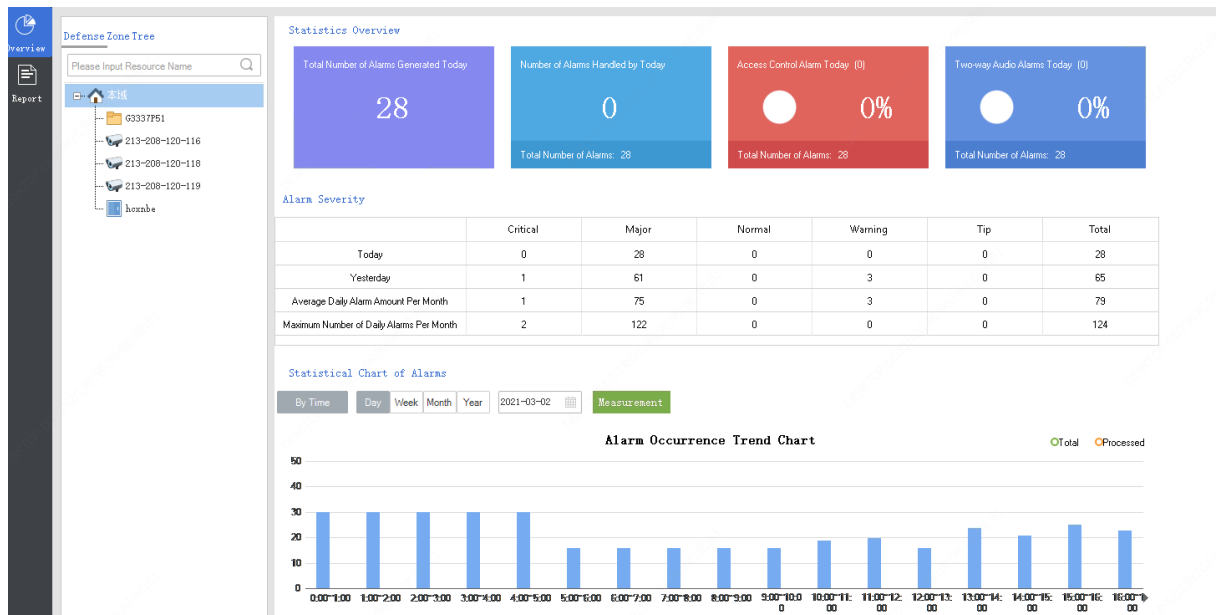 Overview
Report
Defense Zone Tree
Please Input Resource Name
本域
G3337P51
213-208-120-116
213-208-120-118
213-208-120-119
hcxnbe
Statistics Overview
Total Number of Alarms Generated Today
28
Number of Alarms Handled by Today
0
Total Number of Alarms: 28
Access Control Alarm Today (0)
0%
Total Number of Alarms: 28
Two-way Audio Alarms Today (0)
0%
Total Number of Alarms: 28
Alarm Severity
Critical Major Normal Warning Tip Total
Today 0 28 0 0 0 28
Yesterday 1 61 0 3 0 65
Average Daily Alarm Amount Per Month 1 75 0 3 0 79
Maximum Number of Daily Alarms Per Month 2 122 0 0 0 124
Statistical Chart of Alarms
By Time Day Week Month Year 2021-03-02 Measurement
Alarm Occurrence Trend Chart
Total Processed
50
40
30
20
10
0
0:00~1:00 1:00~2:00 2:00~3:00 3:00~4:00 4:00~5:00 5:00~6:00 6:00~7:00 7:00~8:00 8:00~9:00 9:00~10:0 10:00~11: 11:00~12: 12:00~13: 13:00~14: 14:00~15: 15:00~16: 16:00~1
0 00 00 00 00 00 00 00